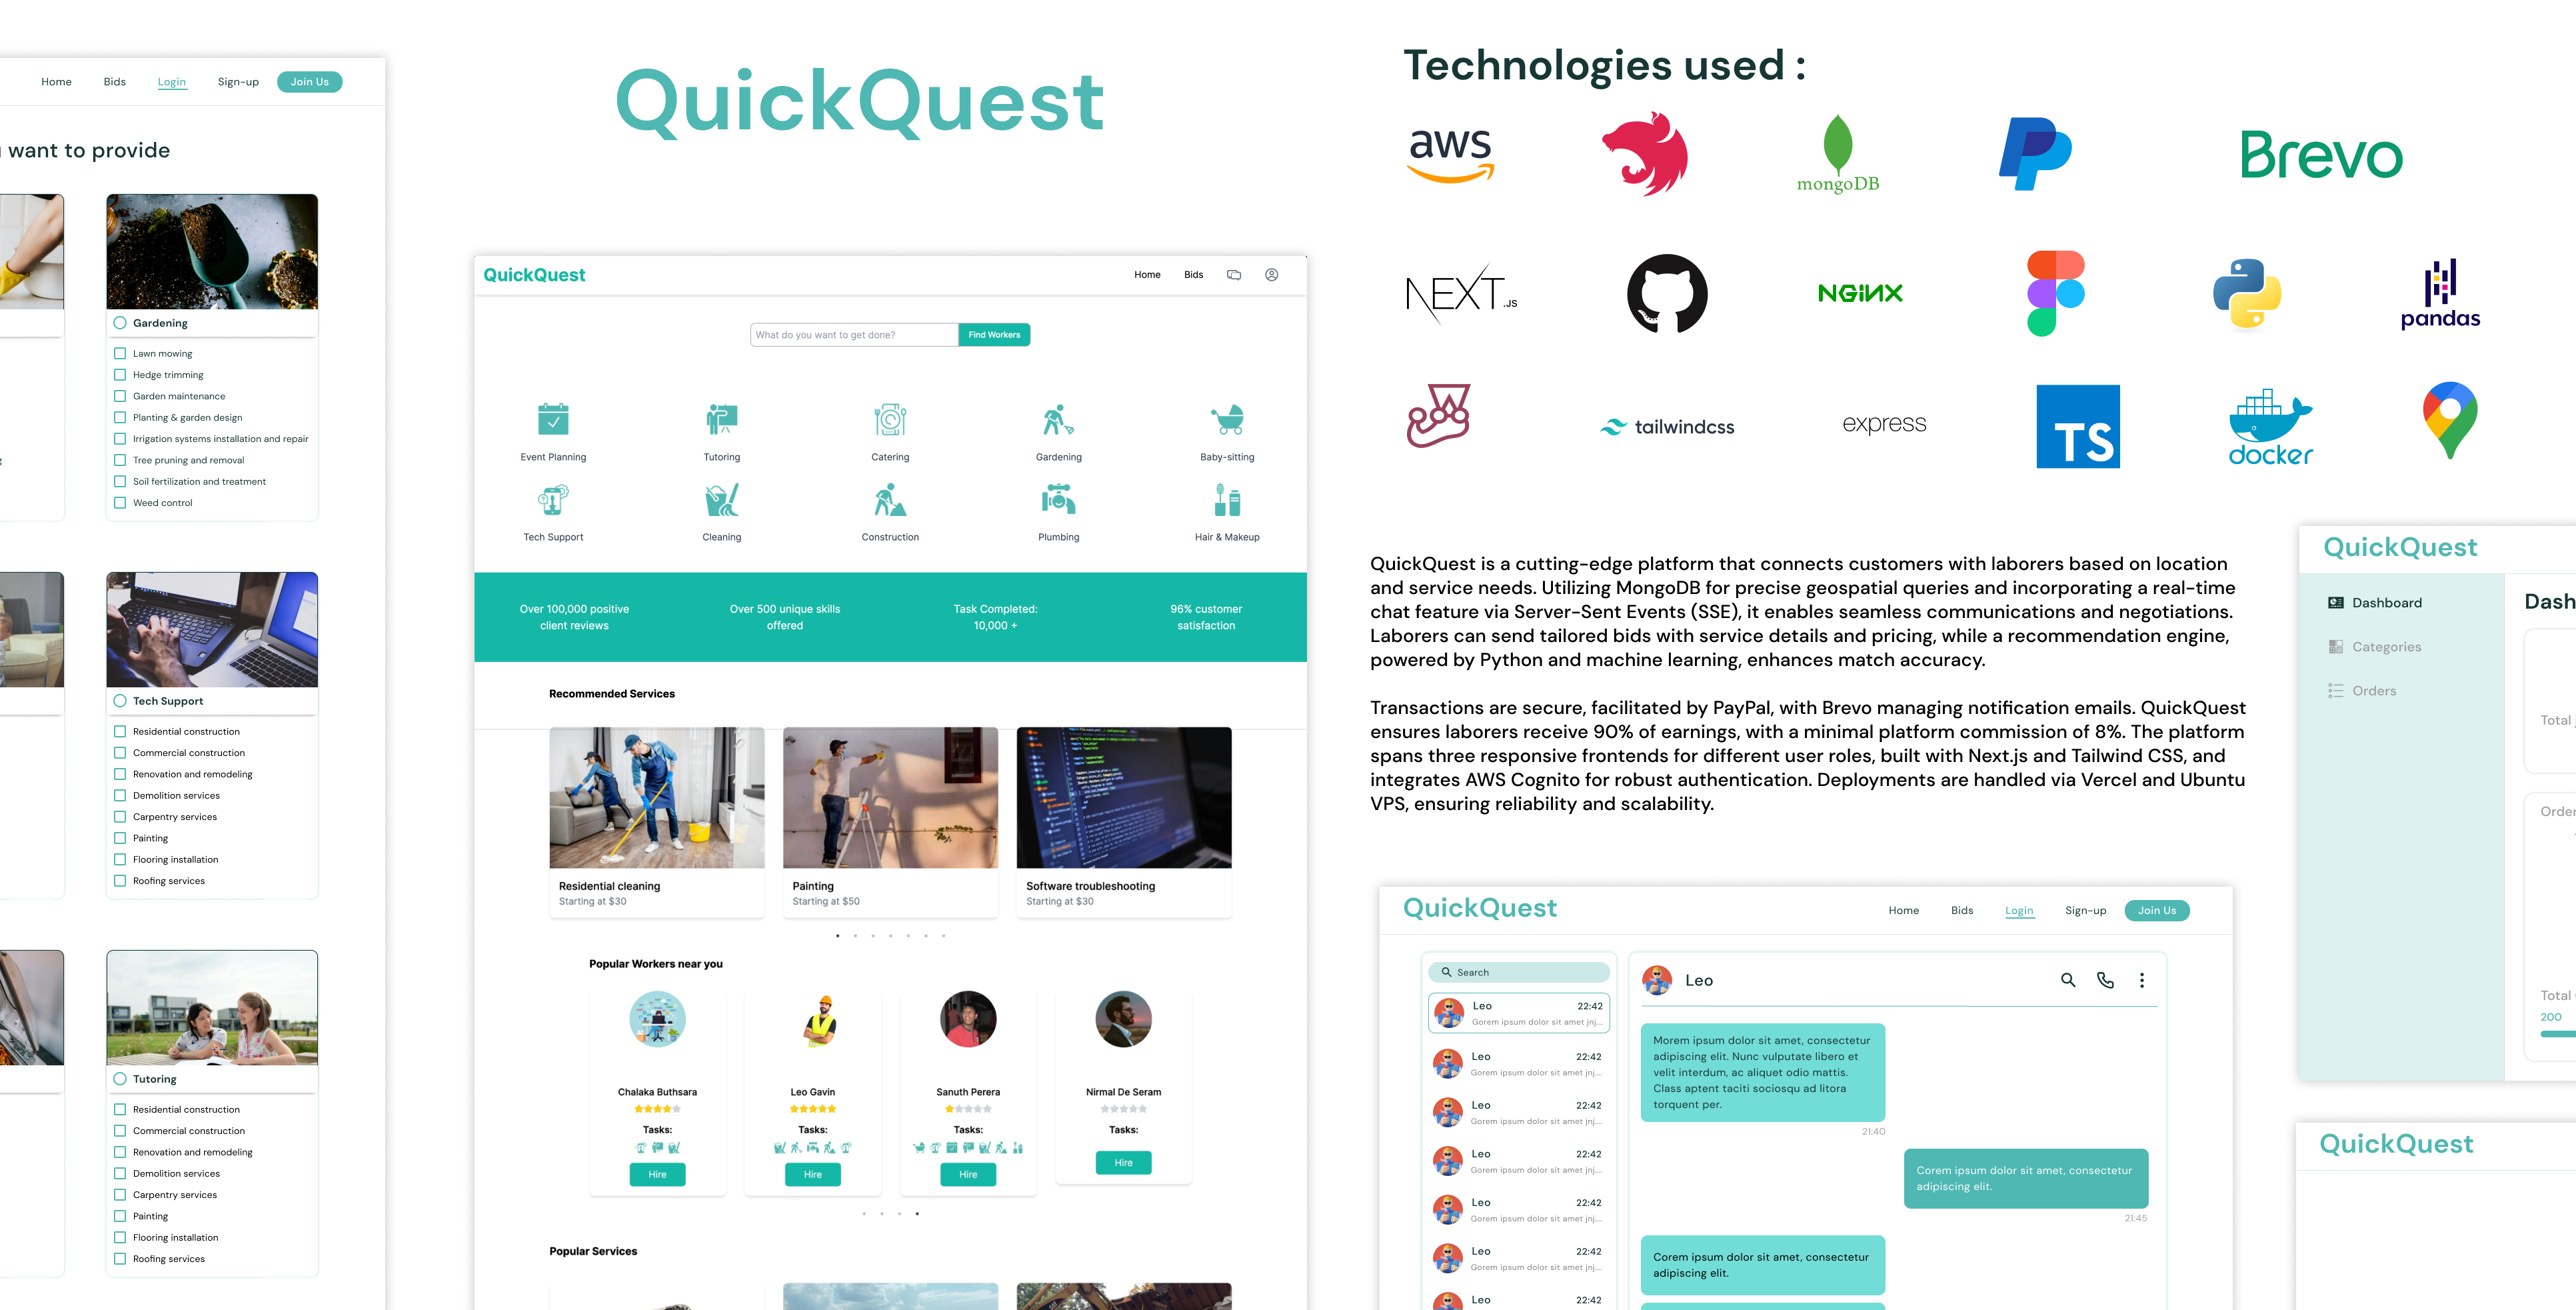 Home Bids Login Sign-up Join Us
want to provide
Gardening
Lawn mowing
Hedge trimming
Garden maintenance
Planting & garden design
Irrigation systems installation and repair
Tree pruning and removal
Soil fertilization and treatment
Weed control
Tech Support
Residential construction
Commercial construction
Renovation and remodeling
Demolition services
Carpentry services
Painting
Flooring installation
Roofing services
Tutoring
Residential construction
Commercial construction
Renovation and remodeling
Demolition services
Carpentry services
Painting
Flooring installation
Roofing services
QuickQuest
QuickQuest Home Bids
What do you want to get done? Find Workers
Event Planning Tutoring Catering Gardening Baby-sitting
Tech Support Cleaning Construction Plumbing Hair & Makeup
Over 100,000 positive
client reviews
Over 500 unique skills
offered
Task Completed:
10,000 +
96% customer
satisfaction
Recommended Services
Residential cleaning
Starting at $30
Painting
Starting at $50
Software troubleshooting
Starting at $30
Popular Workers near you
Chalaka Buthsara
Tasks:
Hire
Leo Gavin
Tasks:
Hire
Sanuth Perera
Tasks:
Hire
Nirmal De Seram
Tasks:
Hire
Popular Services
Technologies used :
aws
mongoDB
Brevo
NEXT.JS
NGINX
pandas
tailwindcss
express
TS
docker
QuickQuest is a cutting-edge platform that connects customers with laborers based on location
and service needs. Utilizing MongoDB for precise geospatial queries and incorporating a real-time
chat feature via Server-Sent Events (SSE), it enables seamless communications and negotiations.
Laborers can send tailored bids with service details and pricing, while a recommendation engine,
powered by Python and machine learning, enhances match accuracy.
Transactions are secure, facilitated by PayPal, with Brevo managing notification emails. QuickQuest
ensures laborers receive 90% of earnings, with a minimal platform commission of 8%. The platform
spans three responsive frontends for different user roles, built with Next.js and Tailwind CSS, and
integrates AWS Cognito for robust authentication. Deployments are handled via Vercel and Ubuntu
VPS, ensuring reliability and scalability.
QuickQuest Home Bids Login Sign-up Join Us
Search
Leo 22:42
Gorem ipsum dolor sit amet jnj....
Leo 22:42
Gorem ipsum dolor sit amet jnj....
Leo 22:42
Gorem ipsum dolor sit amet jnj....
Leo 22:42
Gorem ipsum dolor sit amet jnj....
Leo 22:42
Gorem ipsum dolor sit amet jnj....
Leo 22:42
Gorem ipsum dolor sit amet jnj....
Leo 22:42
Leo
Morem ipsum dolor sit amet, consectetur
adipiscing elit. Nunc vulputate libero et
velit interdum, ac aliquet odio mattis.
Class aptent taciti sociosqu ad litora
torquent per.
21:40
Corem ipsum dolor sit amet, consectetur
adipiscing elit.
21:45
Corem ipsum dolor sit amet, consectetur
adipiscing elit.
QuickQuest
Dashboard
Categories
Orders
Dash
Total
Order
Total
200
QuickQuest